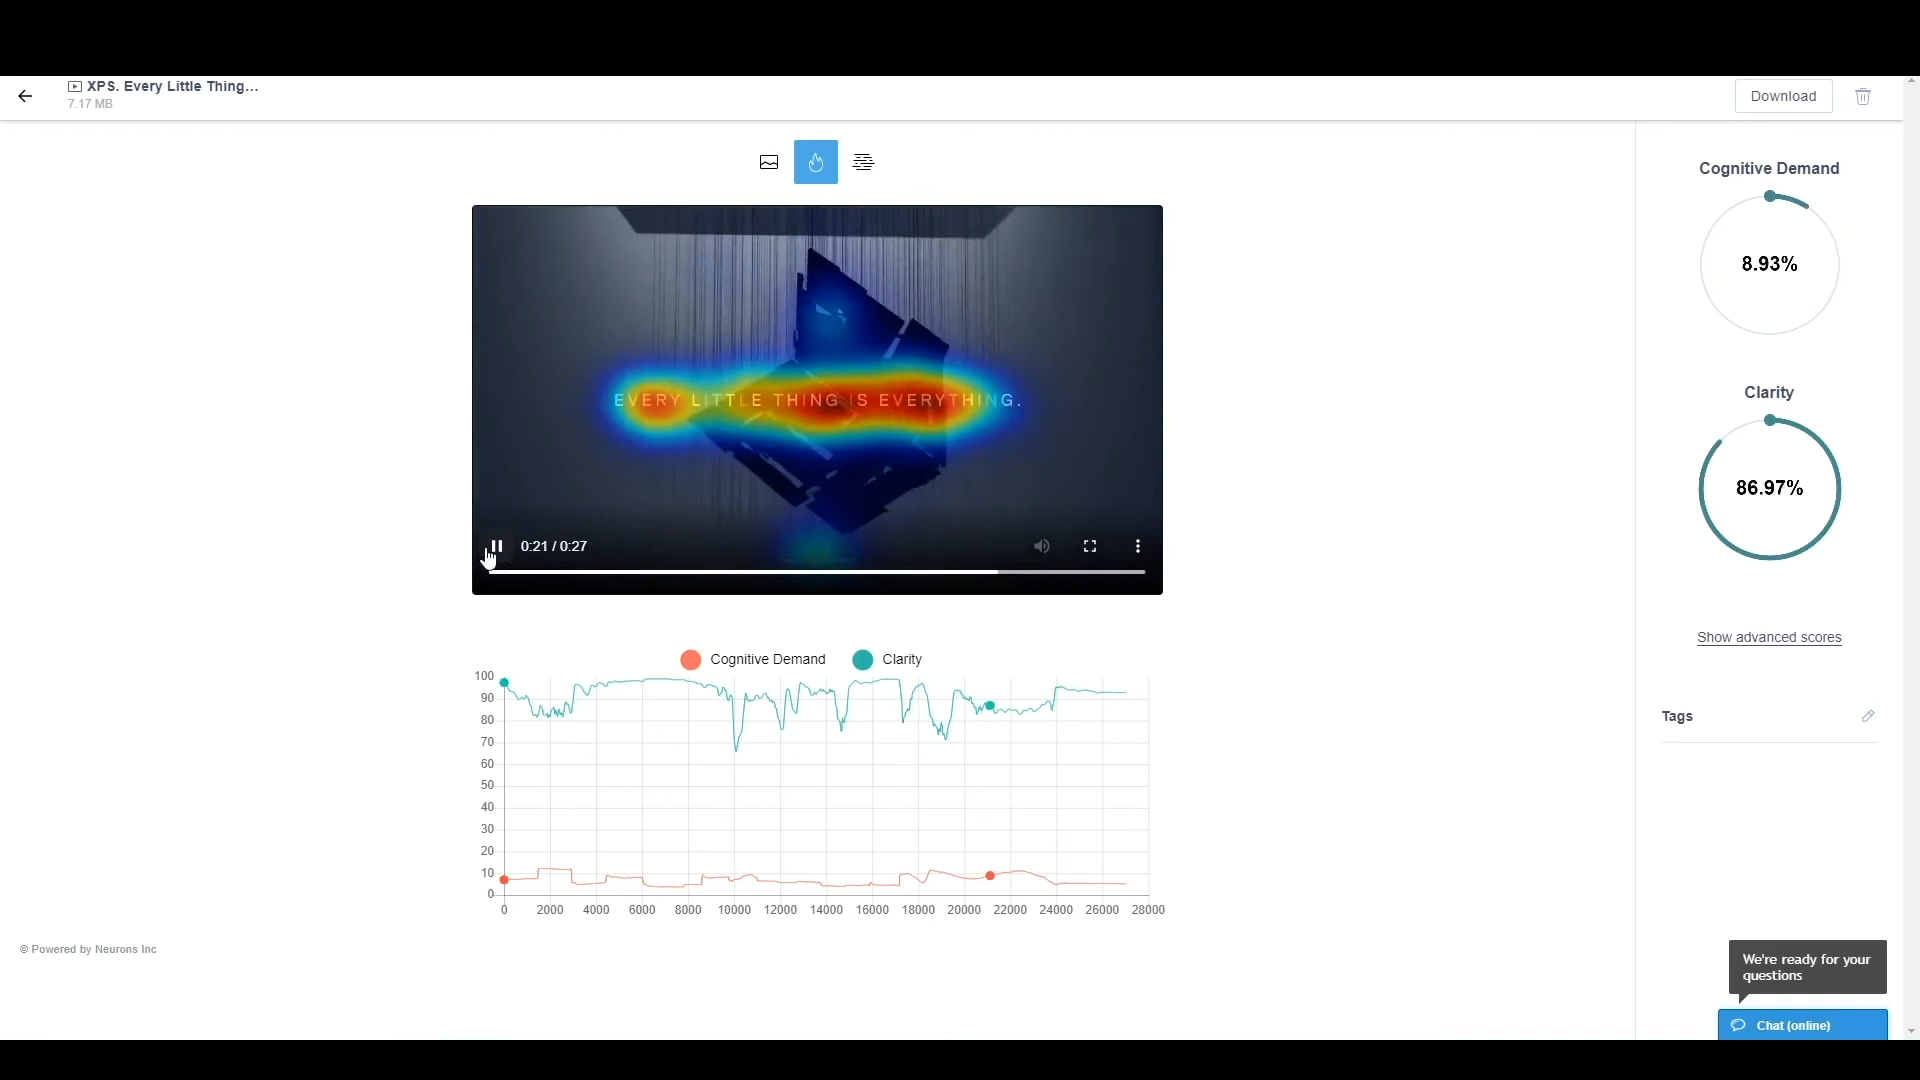 XPS. Every Little Thing...
7.17 MB
Download
Cognitive Demand
8.93%
Clarity
86.97%
Show advanced scores
Tags
EVERY LITTLE THING IS EVERYTHING.
0:21 / 0:27
Cognitive Demand Clarity
100
90
80
70
60
50
40
30
20
10
0
0 2000 4000 6000 8000 10000 12000 14000 16000 18000 20000 22000 24000 26000 28000
© Powered by Neurons Inc
We're ready for your
questions
Chat (online)